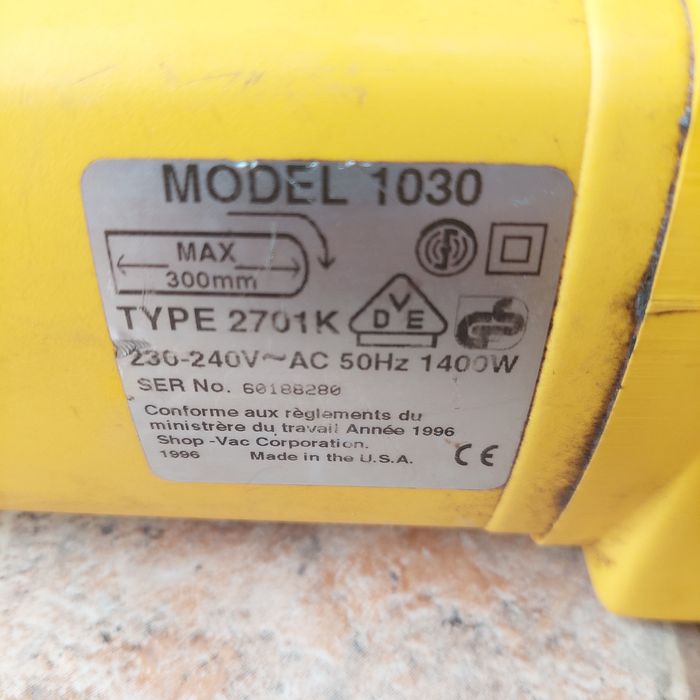 MODEL 1030
MAX
300mm
TYPE 2701K
DVE
230-240V~AC 50Hz 1400W
SER No. 60188280
Conforme aux règlements du
ministrère du travail Année 1996
Shop-Vac Corporation.
1996 Made in the U.S.A. CE